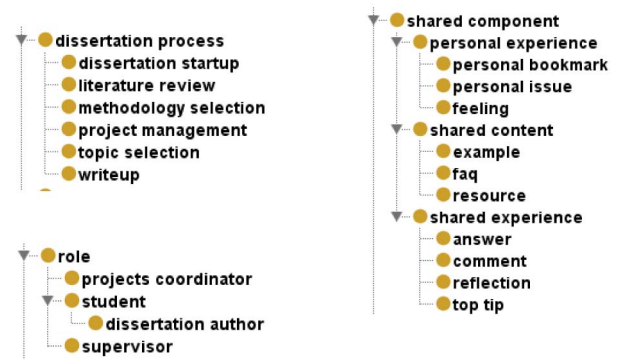 dissertation process
dissertation startup
literature review
methodology selection
project management
topic selection
writeup
role
projects coordinator
student
dissertation author
supervisor
shared component
personal experience
personal bookmark
personal issue
feeling
shared content
example
faq
resource
shared experience
answer
comment
reflection
top tip